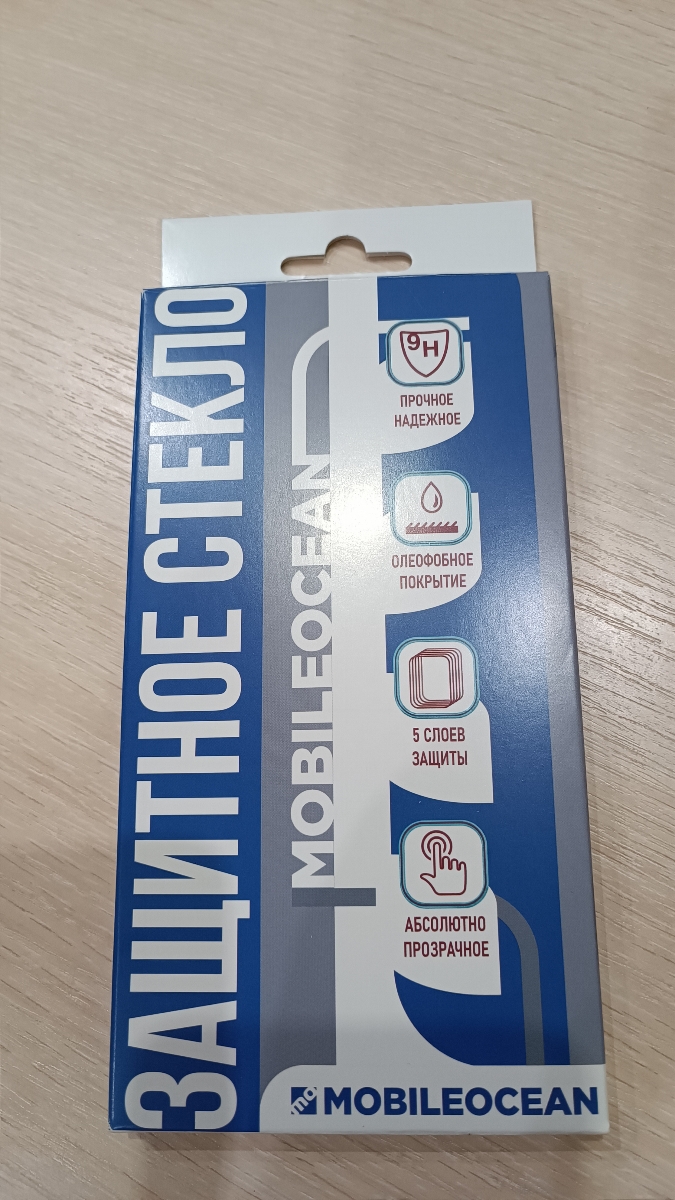 ЗАЩИТНОЕ СТЕКЛО
MOBILEOCEAN
9H
ПРОЧНОЕ
НАДЕЖНОЕ
ОЛЕОФОБНОЕ
ПОКРЫТИЕ
5 СЛОЕВ
ЗАЩИТЫ
АБСОЛЮТНО
ПРОЗРАЧНОЕ
mo
MOBILEOCEAN